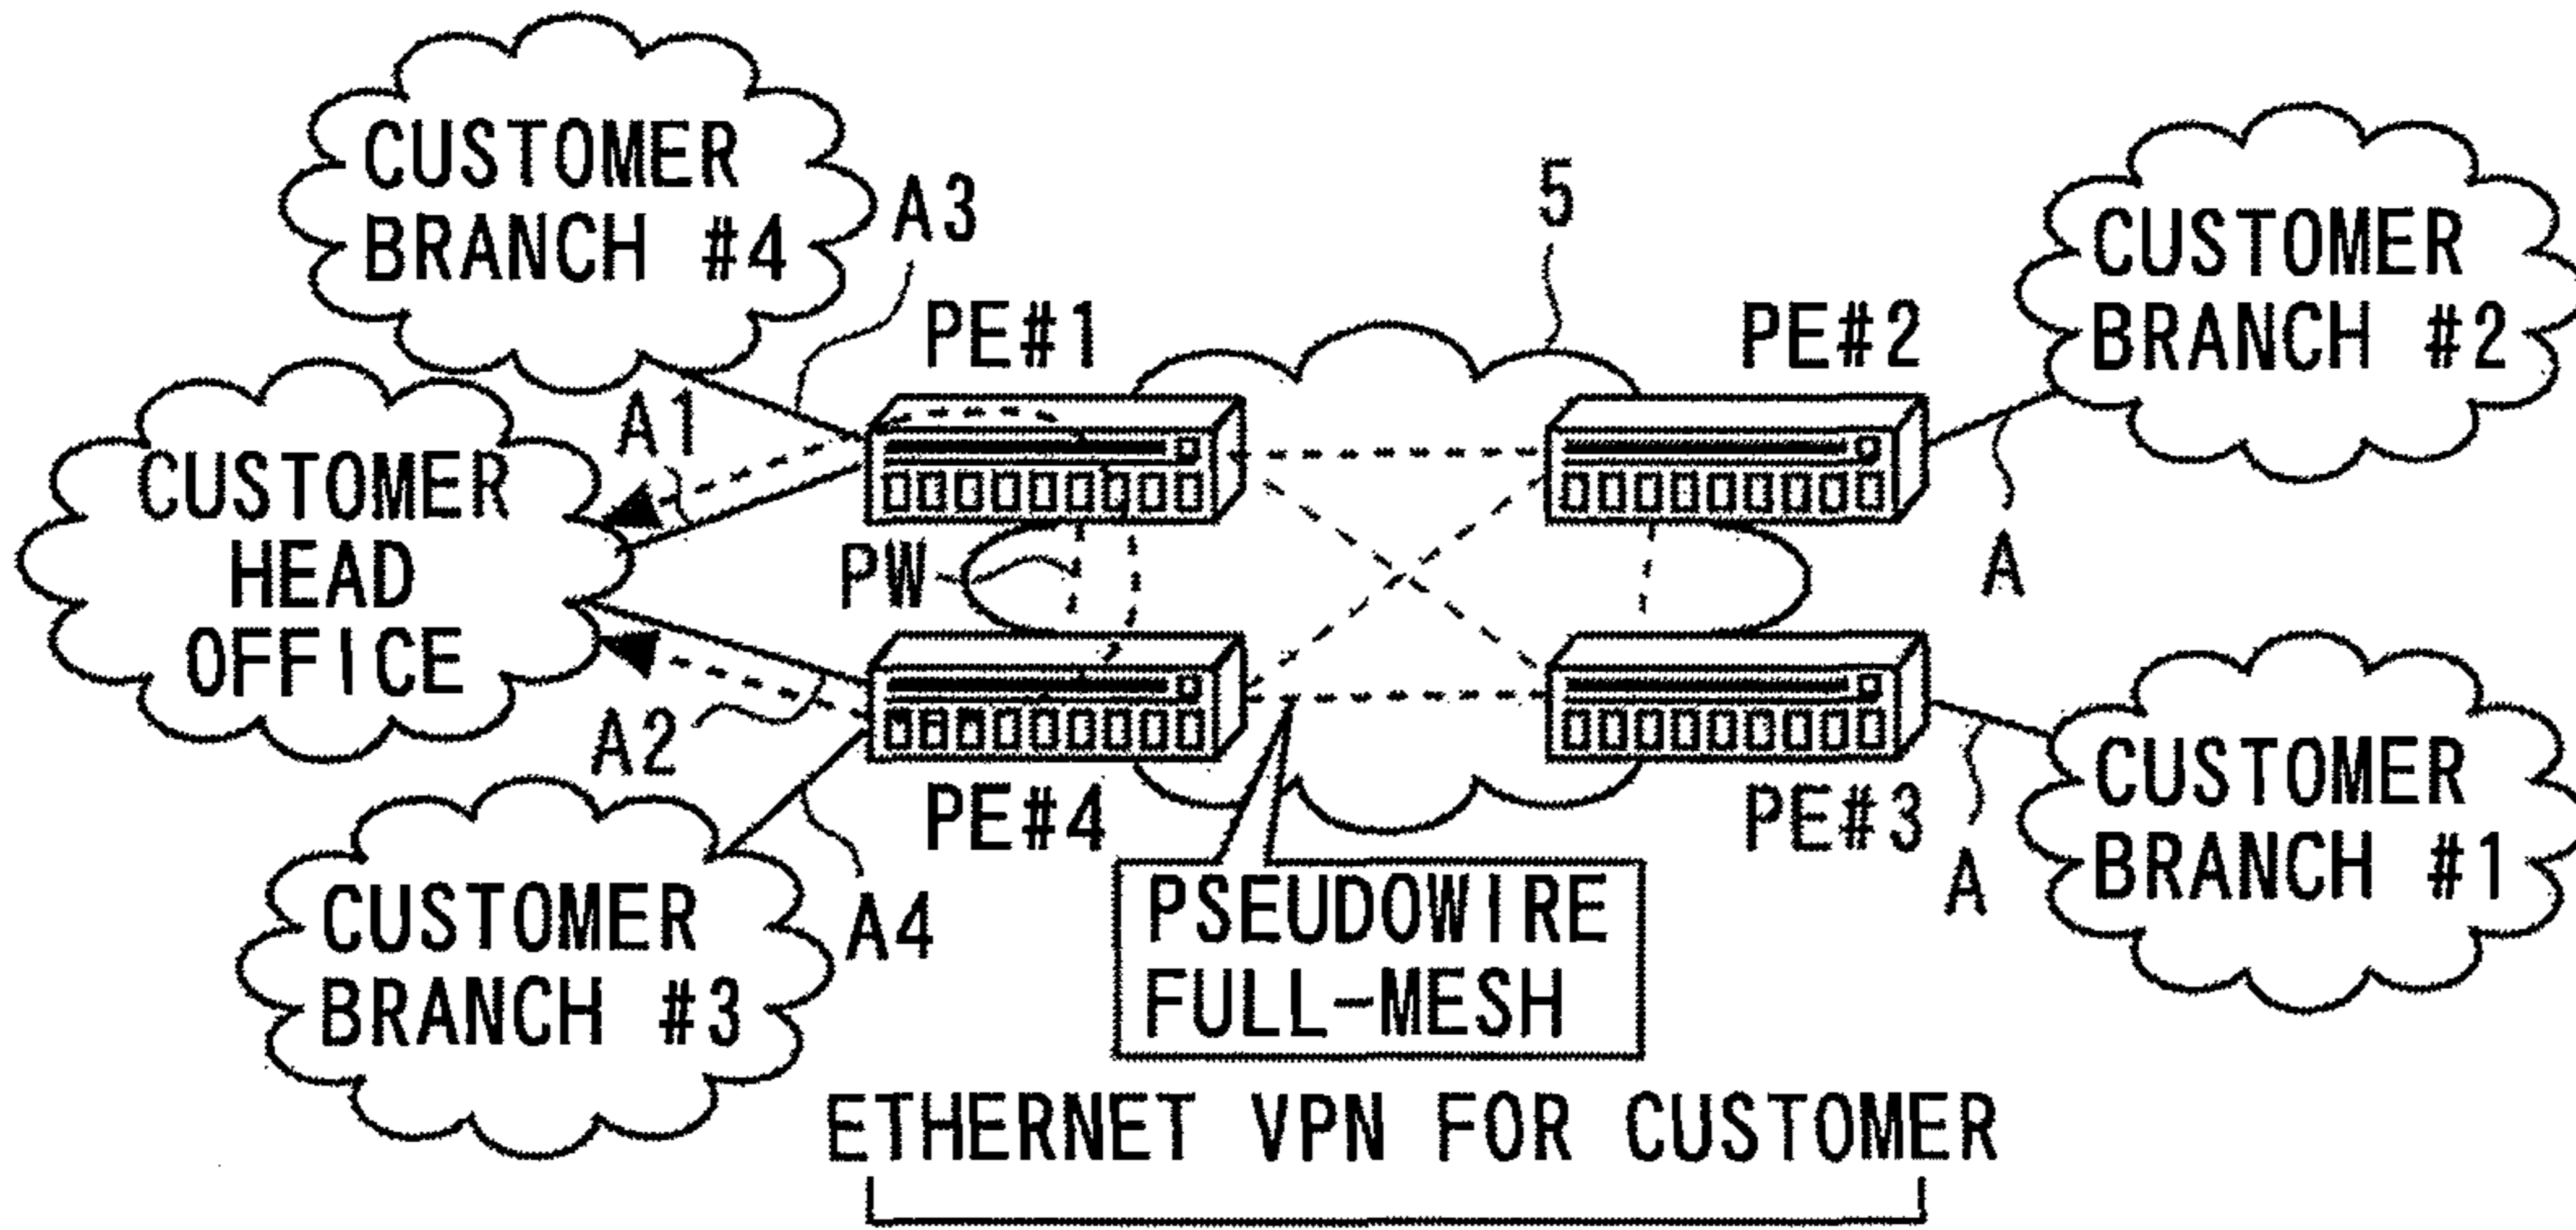 CUSTOMER
BRANCH #4
A3
5
CUSTOMER
BRANCH #2
PE#1
PE#2
A1
CUSTOMER
HEAD
OFFICE
PW
A
A2
PE#4
PE#3
CUSTOMER
BRANCH #1
A
CUSTOMER
BRANCH #3
A4
PSEUDOWIRE
FULL-MESH
ETHERNET VPN FOR CUSTOMER